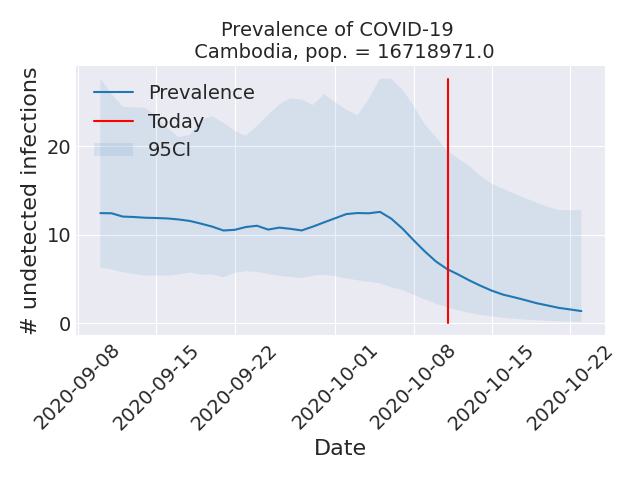 Prevalence of COVID-19
Cambodia, pop. = 16718971.0
# undetected infections
20
10
0
Prevalence
Today
95CI
2020-09-08
2020-09-15
2020-09-22
2020-10-01
2020-10-08
2020-10-15
2020-10-22
Date